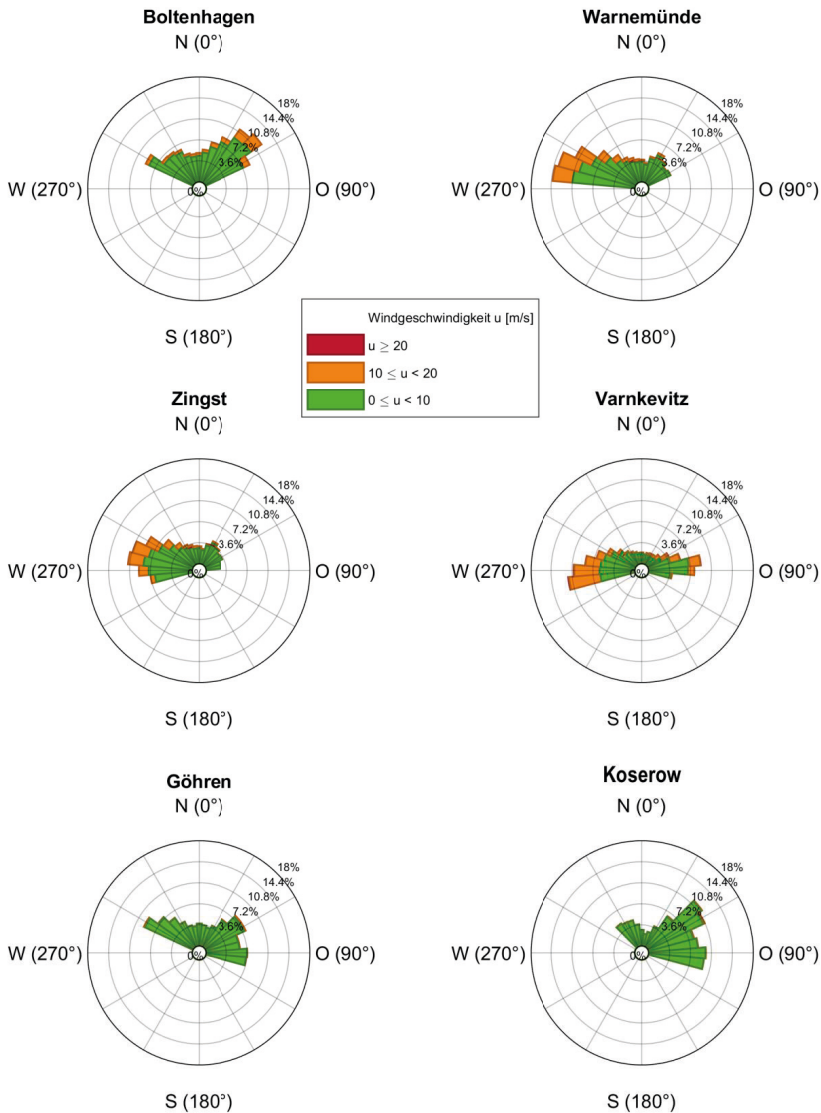 Boltenhagen
N (0°)
18%
14.4%
10.8%
7.2%
3.6%
0%
W (270°)
O (90°)
S (180°)
Warnemünde
N (0°)
18%
14.4%
10.8%
7.2%
3.6%
0%
W (270°)
O (90°)
S (180°)
Windgeschwindigkeit u [m/s]
u ≥ 20
10 ≤ u < 20
0 ≤ u < 10
Zingst
N (0°)
18%
14.4%
10.8%
7.2%
3.6%
0%
W (270°)
O (90°)
S (180°)
Varnkevitz
N (0°)
18%
14.4%
10.8%
7.2%
3.6%
0%
W (270°)
O (90°)
S (180°)
Göhren
N (0°)
18%
14.4%
10.8%
7.2%
3.6%
0%
W (270°)
O (90°)
S (180°)
Koserow
N (0°)
18%
14.4%
10.8%
7.2%
3.6%
0%
W (270°)
O (90°)
S (180°)